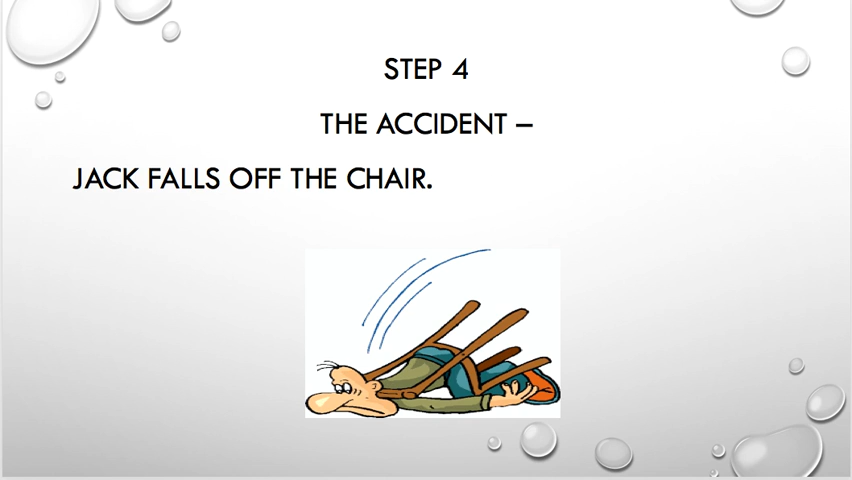 STEP 4
THE ACCIDENT –
JACK FALLS OFF THE CHAIR.